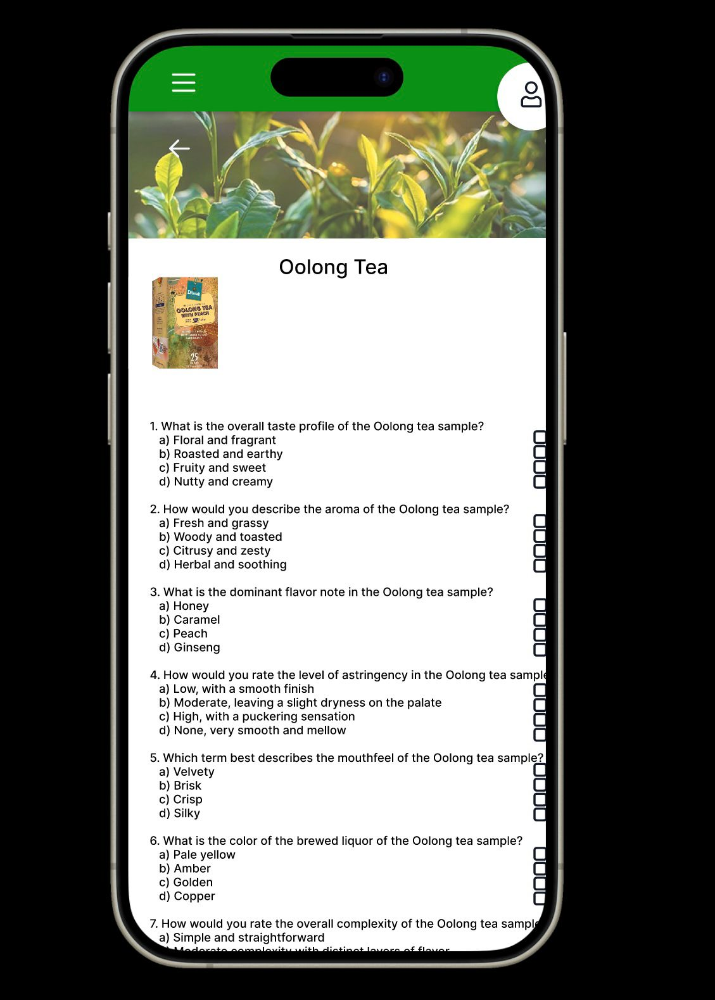 Oolong Tea
Dilmah
OOLONG TEA
WITH PEACH
25
1. What is the overall taste profile of the Oolong tea sample?
a) Floral and fragrant
b) Roasted and earthy
c) Fruity and sweet
d) Nutty and creamy
2. How would you describe the aroma of the Oolong tea sample?
a) Fresh and grassy
b) Woody and toasted
c) Citrusy and zesty
d) Herbal and soothing
3. What is the dominant flavor note in the Oolong tea sample?
a) Honey
b) Caramel
c) Peach
d) Ginseng
4. How would you rate the level of astringency in the Oolong tea sample
a) Low, with a smooth finish
b) Moderate, leaving a slight dryness on the palate
c) High, with a puckering sensation
d) None, very smooth and mellow
5. Which term best describes the mouthfeel of the Oolong tea sample?
a) Velvety
b) Brisk
c) Crisp
d) Silky
6. What is the color of the brewed liquor of the Oolong tea sample?
a) Pale yellow
b) Amber
c) Golden
d) Copper
7. How would you rate the overall complexity of the Oolong tea sample
a) Simple and straightforward
) Moderate complexity with distinct layers of flavor